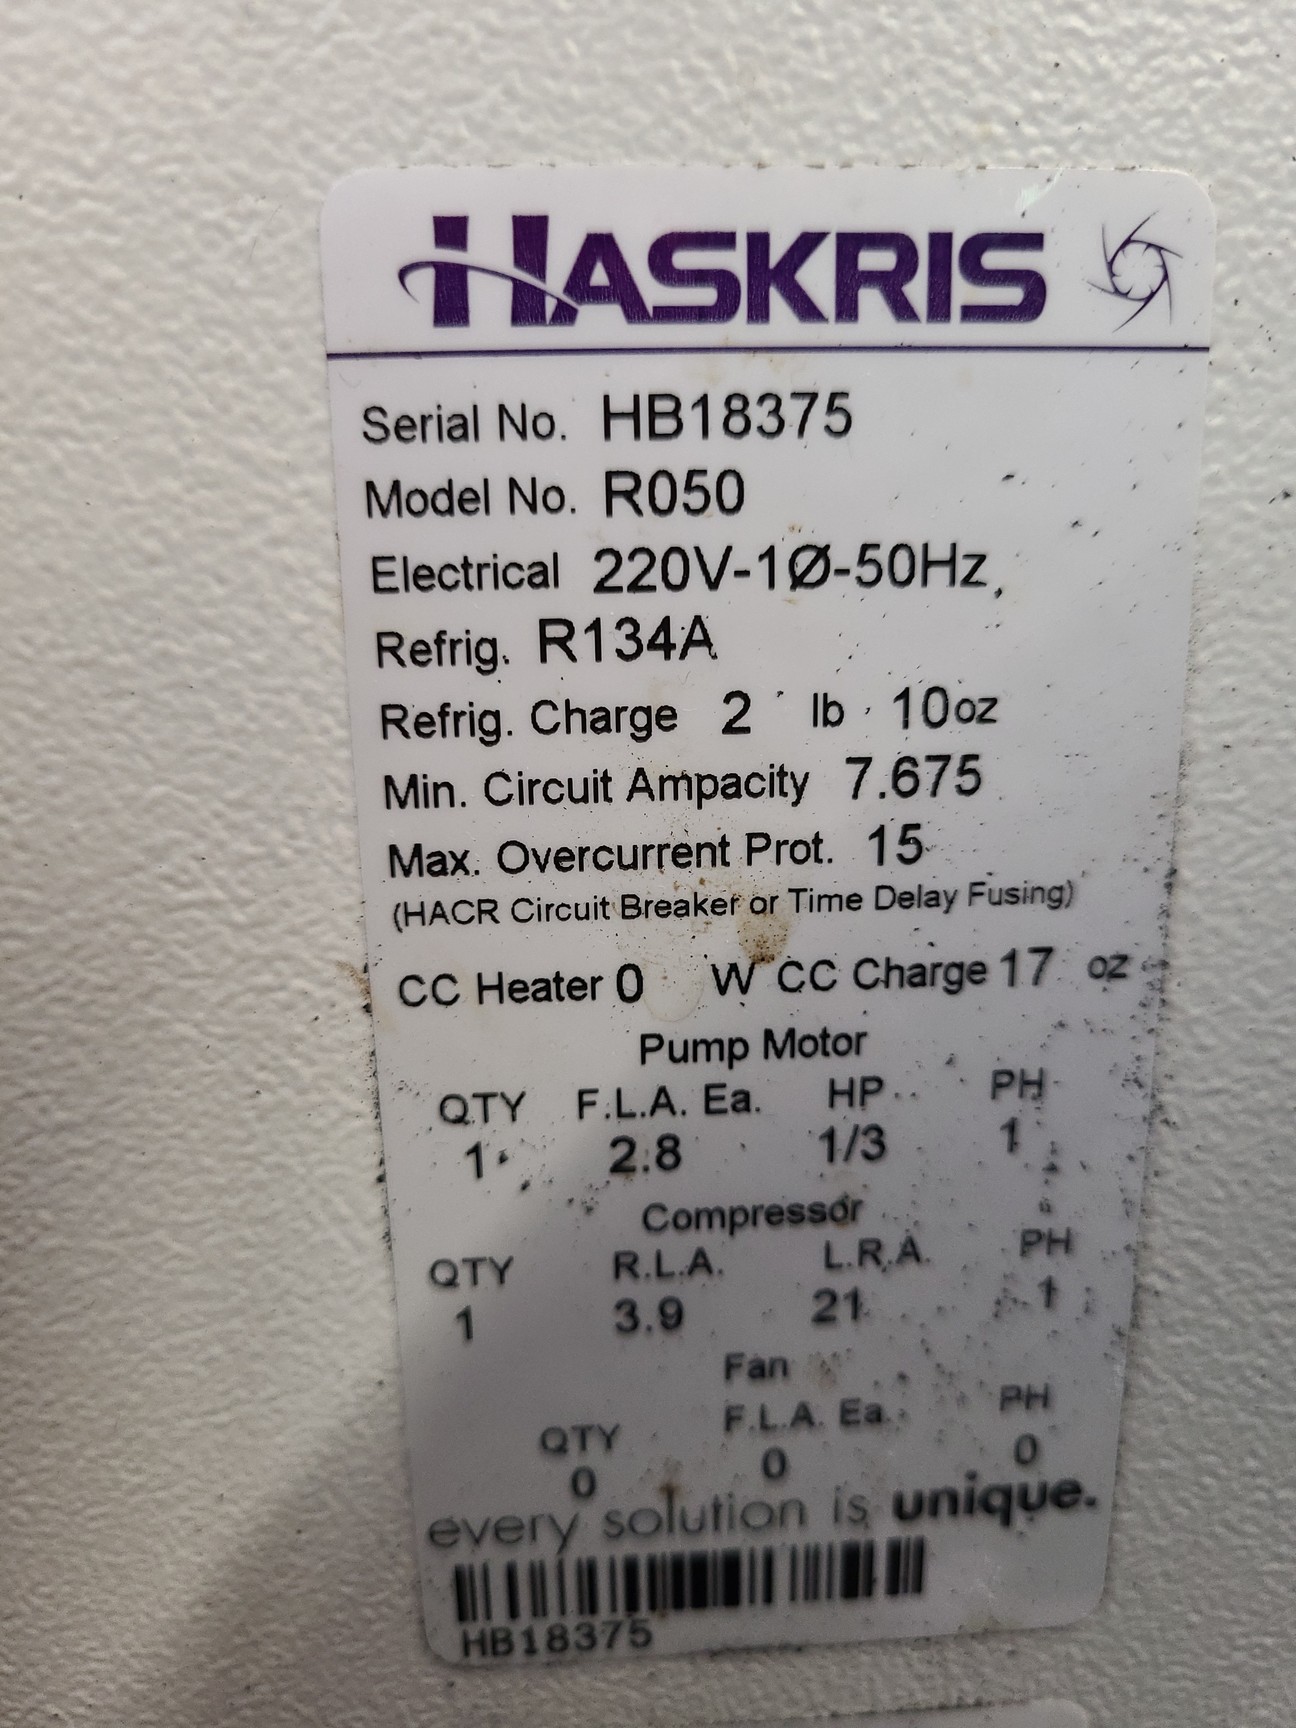 HASKRIS
Serial No. HB18375
Model No. R050
Electrical 220V-1Ø-50Hz
Refrig. R134A
Refrig. Charge 2 lb 10oz
Min. Circuit Ampacity 7.675
Max. Overcurrent Prot. 15
(HACR Circuit Breaker or Time Delay Fusing)
CC Heater 0 W CC Charge 17 oz
Pump Motor
QTY F.L.A. Ea. HP PH
1 2.8 1/3 1
Compressor
QTY R.L.A. L.R.A. PH
1 3.9 21 1
Fan
QTY F.L.A. Ea. PH
0 0 0
every solution is unique.
HB18375